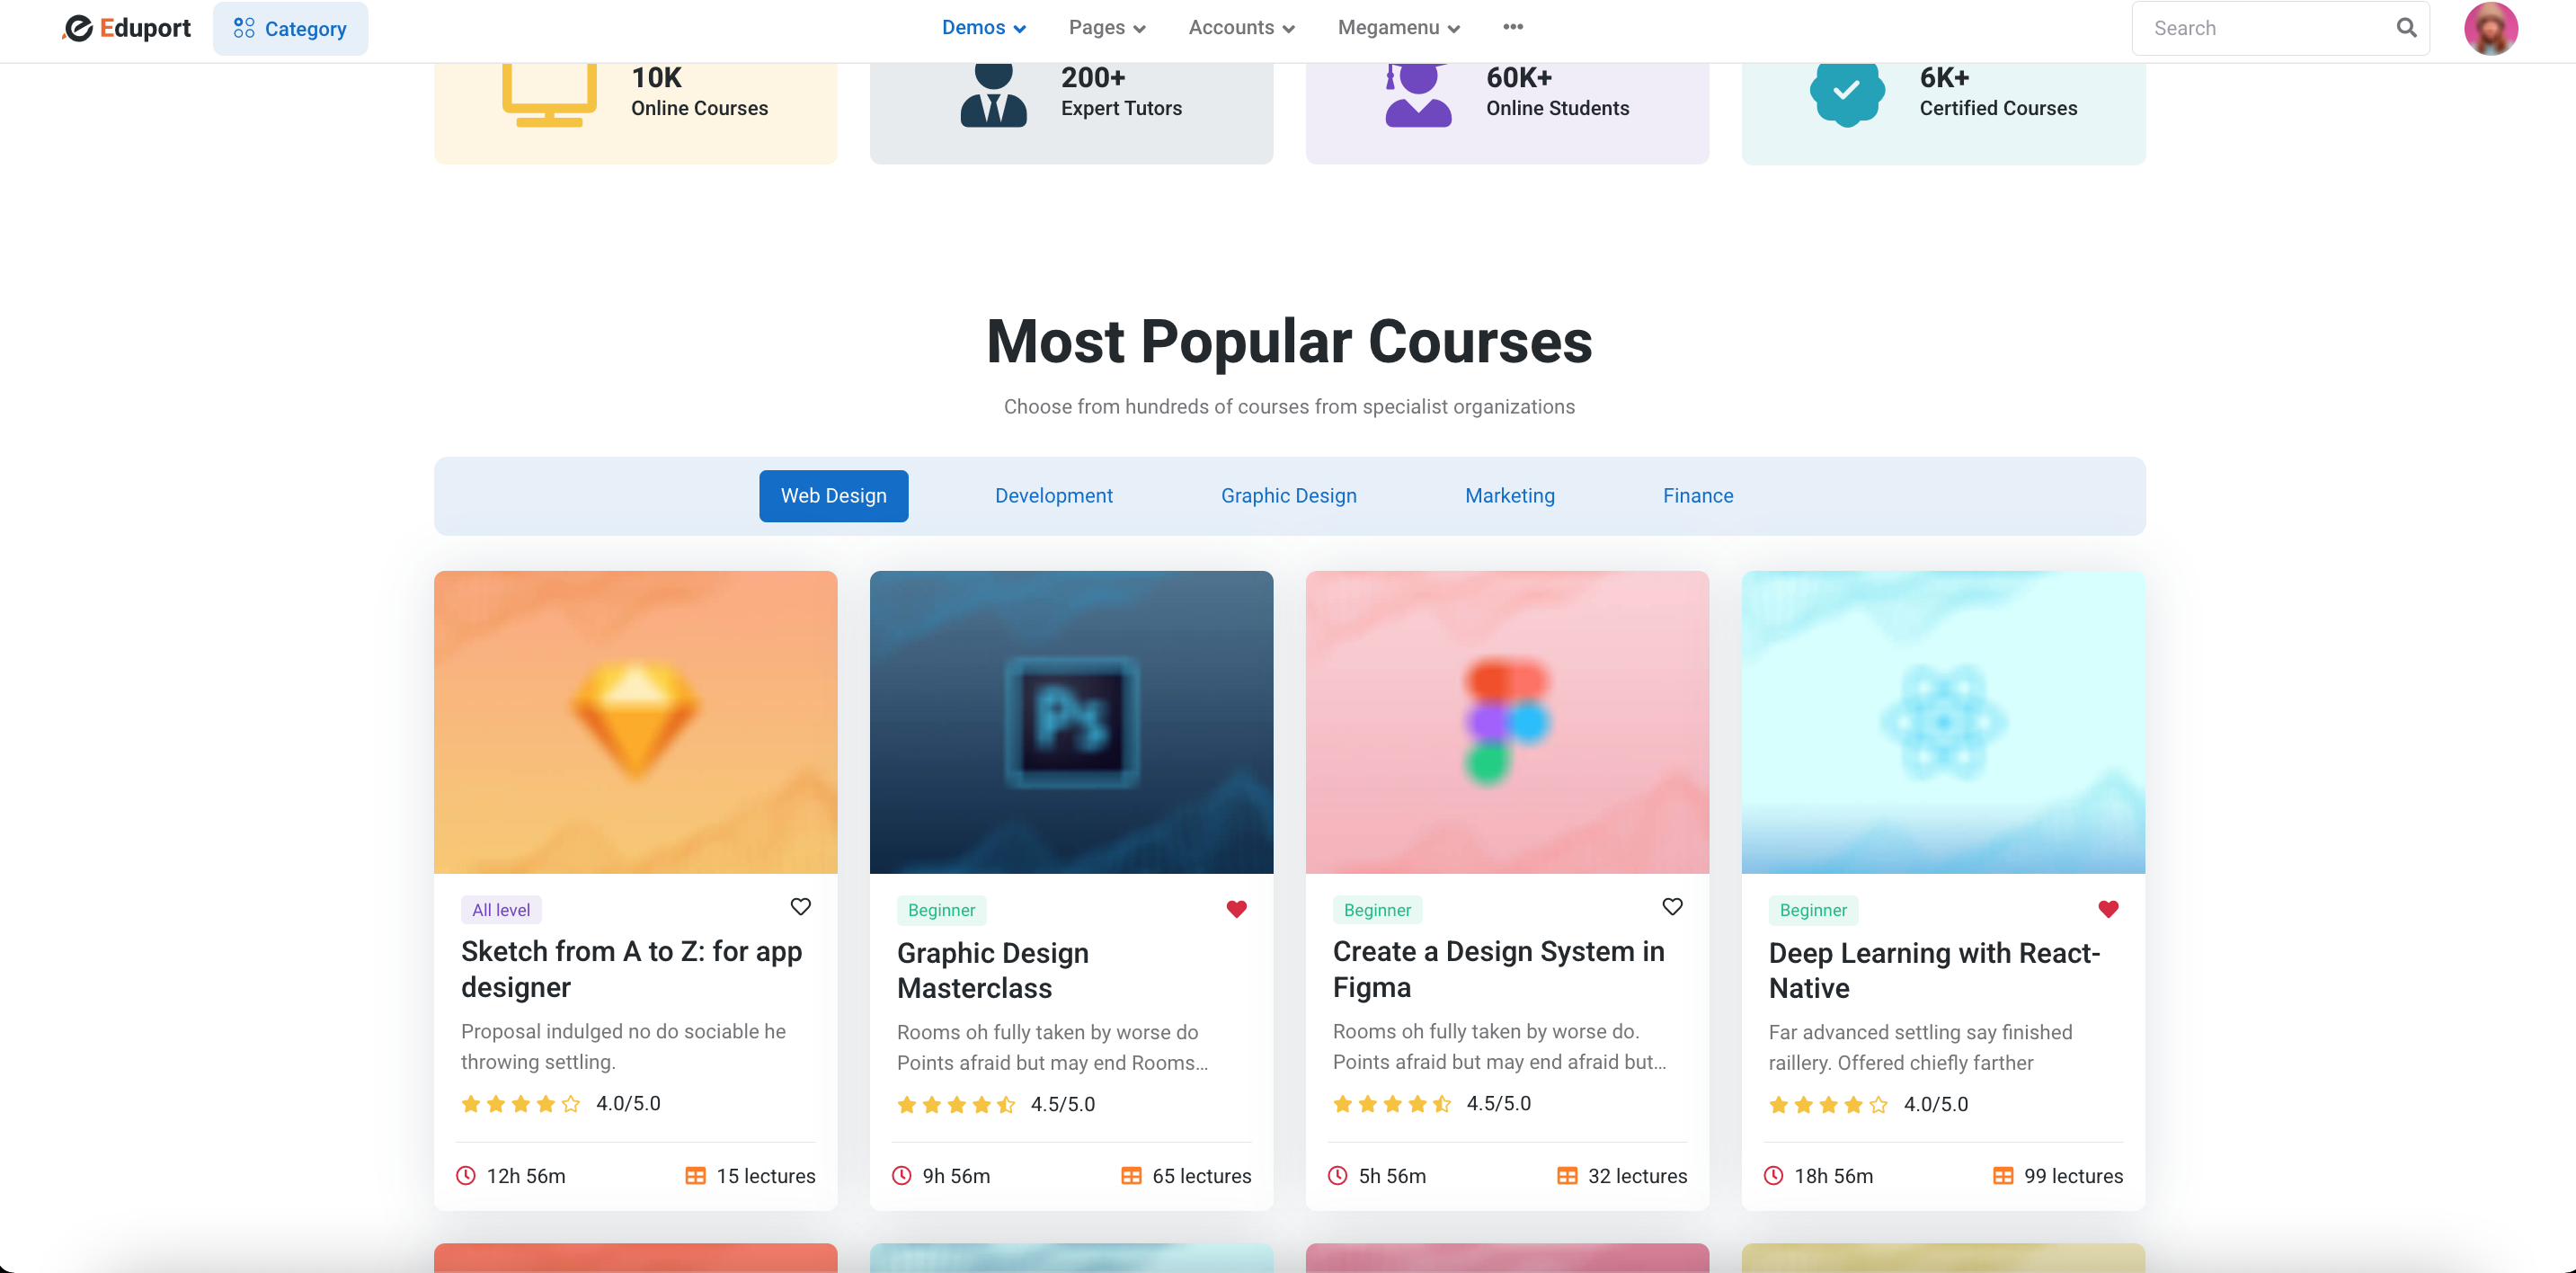 Eduport
Category
Demos
Pages
Accounts
Megamenu
Search
10K
Online Courses
200+
Expert Tutors
60K+
Online Students
6K+
Certified Courses
Most Popular Courses
Choose from hundreds of courses from specialist organizations
Web Design
Development
Graphic Design
Marketing
Finance
Ps
All level
Sketch from A to Z: for app
designer
Proposal indulged no do sociable he
throwing settling.
4.0/5.0
12h 56m
15 lectures
Beginner
Graphic Design
Masterclass
Rooms oh fully taken by worse do
Points afraid but may end Rooms...
4.5/5.0
9h 56m
65 lectures
Beginner
Create a Design System in
Figma
Rooms oh fully taken by worse do.
Points afraid but may end afraid but...
4.5/5.0
5h 56m
32 lectures
Beginner
Deep Learning with React-
Native
Far advanced settling say finished
raillery. Offered chiefly farther
4.0/5.0
18h 56m
99 lectures